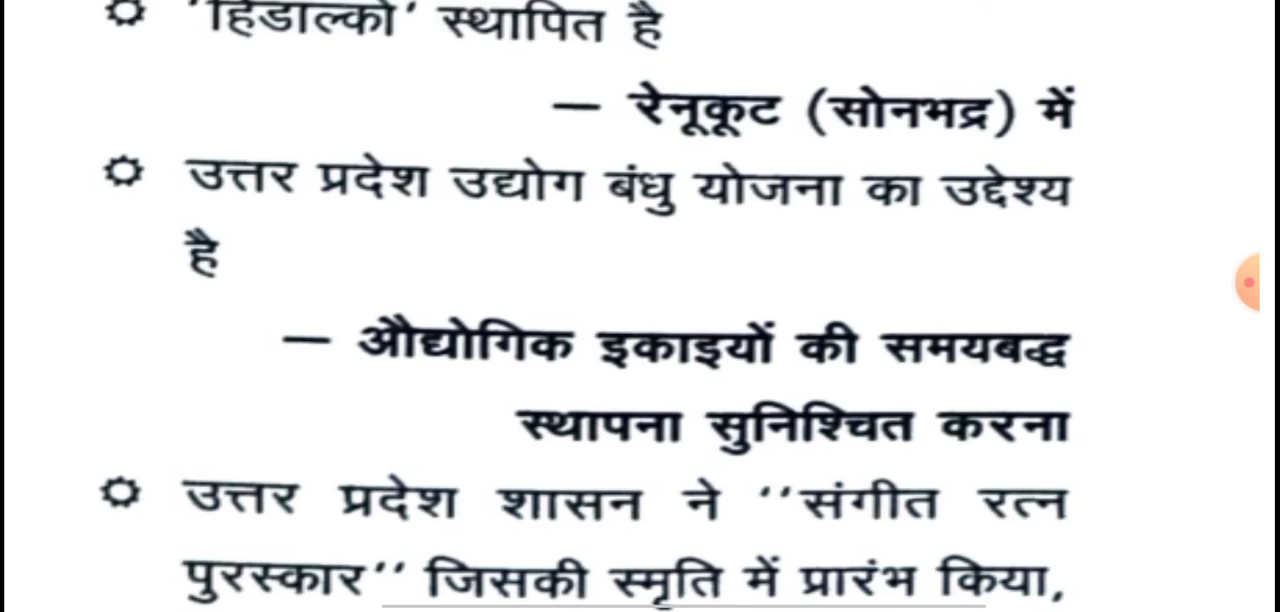 'हिंडाल्को' स्थापित है
— रेनूकूट (सोनभद्र) में
उत्तर प्रदेश उद्योग बंधु योजना का उद्देश्य
है
— औद्योगिक इकाइयों की समयबद्ध
स्थापना सुनिश्चित करना
उत्तर प्रदेश शासन ने ''संगीत रत्न
पुरस्कार'' जिसकी स्मृति में प्रारंभ किया,